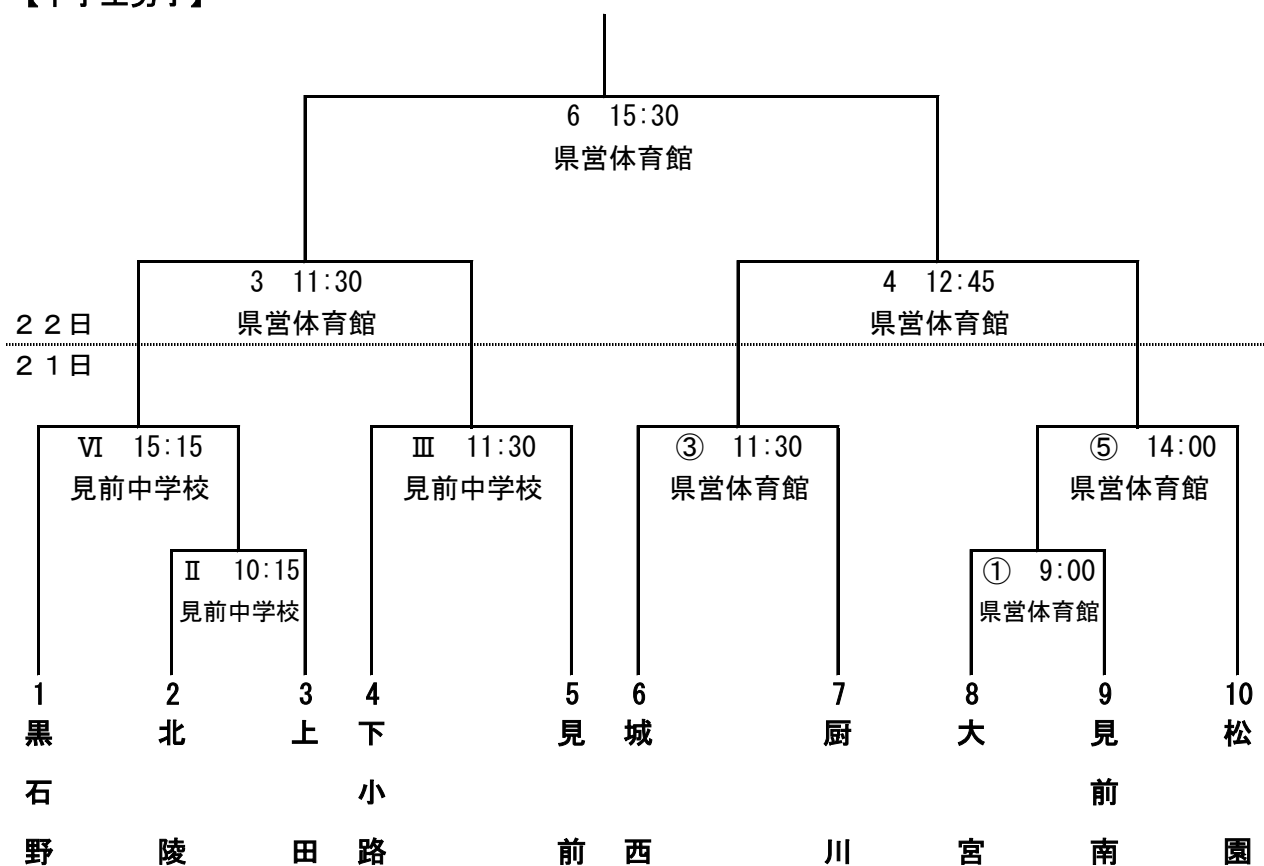 6 15:30
県営体育館
3 11:30
県営体育館
4 12:45
県営体育館
22日
21日
Ⅵ 15:15
見前中学校
Ⅲ 11:30
見前中学校
③ 11:30
県営体育館
⑤ 14:00
県営体育館
Ⅱ 10:15
見前中学校
① 9:00
県営体育館
1 2 3 4 5 6 7 8 9 10
黒石野
北陵
上田
下小路
見前
城西
厨川
大宮
見前南
松園